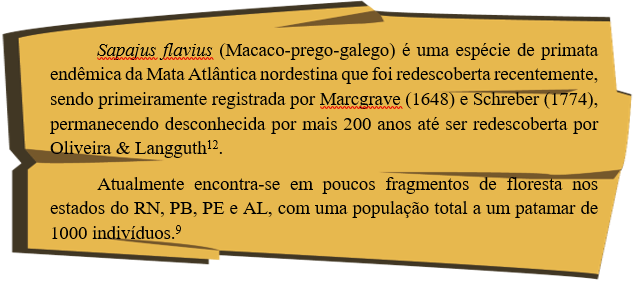 Sapajus flavius (Macaco-prego-galego) é uma espécie de primata
endêmica da Mata Atlântica nordestina que foi redescoberta recentemente,
sendo primeiramente registrada por Marcgrave (1648) e Schreber (1774),
permanecendo desconhecida por mais 200 anos até ser redescoberta por
Oliveira & Langguth¹².
Atualmente encontra-se em poucos fragmentos de floresta nos
estados do RN, PB, PE e AL, com uma população total a um patamar de
1000 indivíduos.⁹